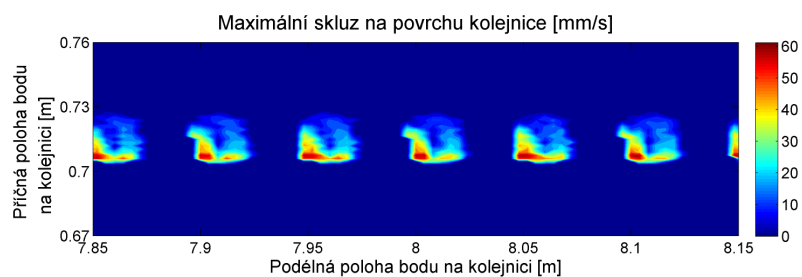 Maximální skluz na povrchu kolejnice [mm/s]
0.76
0.73
0.7
0.67
Příčná poloha bodu
na kolejnici [m]
7.85 7.9 7.95 8 8.05 8.1 8.15
Podélná poloha bodu na kolejnici [m]
60
50
40
30
20
10
0